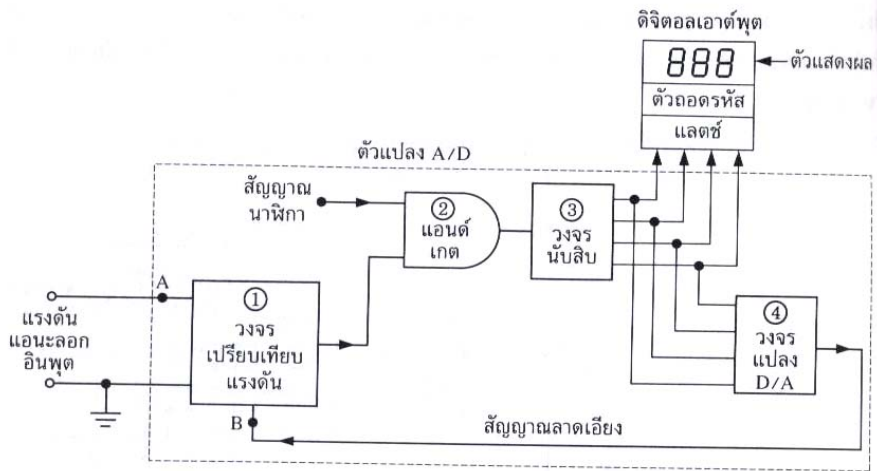 ดิจิตอลเอาต์พุต
888
ตัวแสดงผล
ตัวถอดรหัส
แลตช์
ตัวแปลง A/D
สัญญาณ
นาฬิกา
②
แอนด์
เกต
③
วงจร
นับสิบ
A
①
วงจร
เปรียบเทียบ
แรงดัน
แรงดัน
แอนะลอก
อินพุต
④
วงจร
แปลง
D/A
B
สัญญาณลาดเอียง